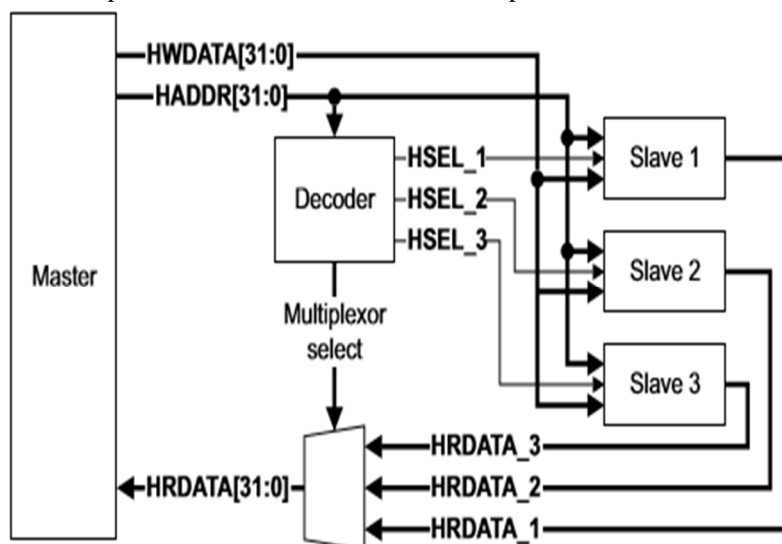 HWDATA[31:0]
HADDR[31:0]
Slave 1
HSEL_1
Decoder
HSEL_2
HSEL_3
Slave 2
Master
Multiplexor
select
Slave 3
HRDATA_3
HRDATA[31:0]
HRDATA_2
HRDATA_1